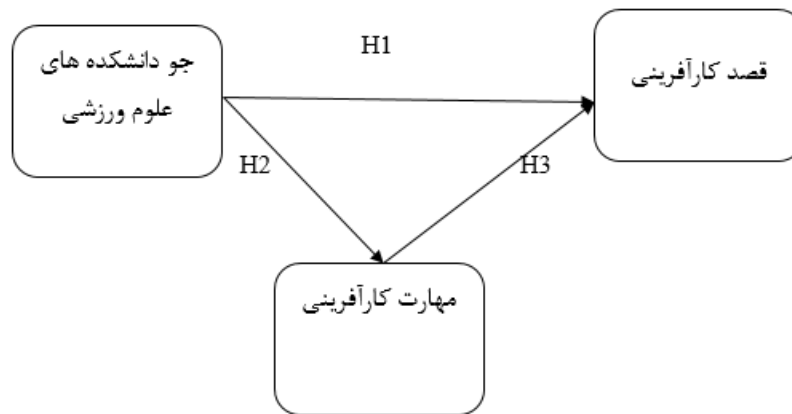 جو دانشکده های
علوم ورزشی
H1
قصد کارآفرینی
H2
H3
مهارت کارآفرینی